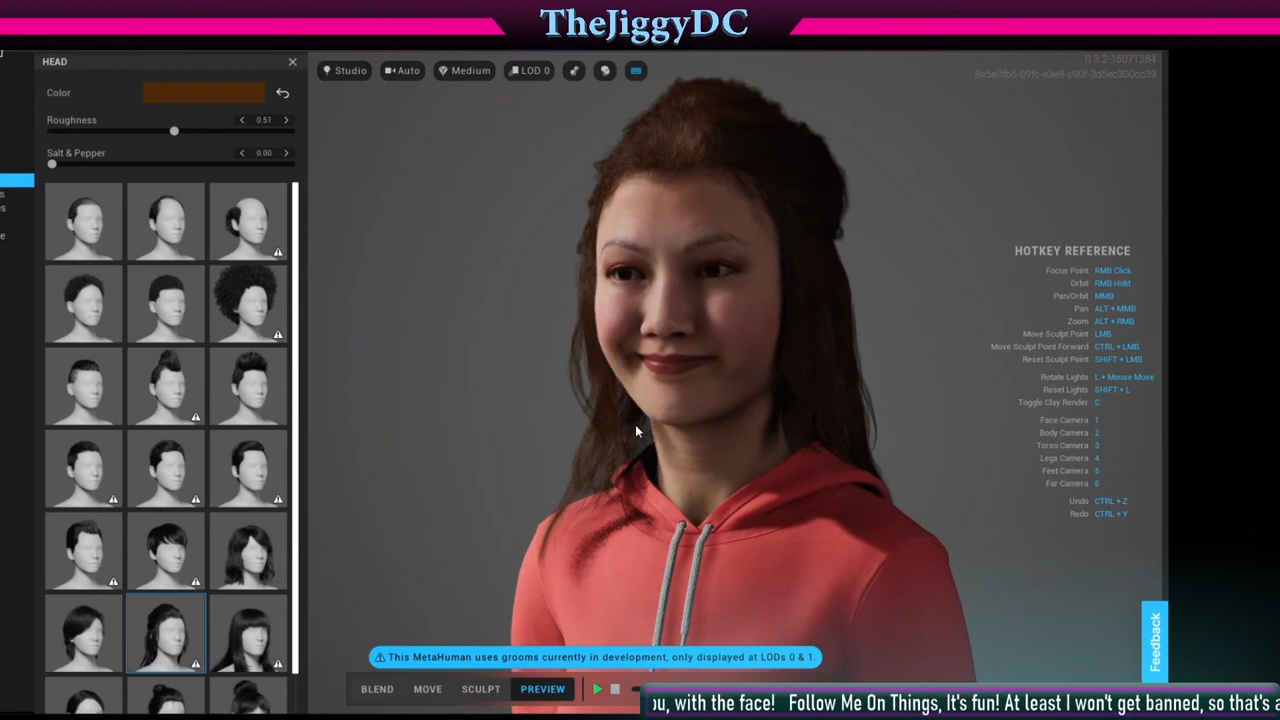 TheJiggyDC
HEAD
Color
Roughness
0.51
Salt & Pepper
0.00
Studio
Auto
Medium
LOD 0
0.3.2-16071284
8e5e3fb6-09fc-e3e8-c90f-3d5ec300cc39
HOTKEY REFERENCE
Focus Point RMB Click
Orbit RMB Hold
Pan/Orbit MMB
Pan ALT + MMB
Zoom ALT + RMB
Move Sculpt Point LMB
Move Sculpt Point Forward CTRL + LMB
Reset Sculpt Point SHIFT + LMB
Rotate Lights L + Mouse Move
Reset Lights SHIFT + L
Toggle Clay Render C
Face Camera 1
Body Camera 2
Torso Camera 3
Legs Camera 4
Feet Camera 5
Far Camera 6
Undo CTRL + Z
Redo CTRL + Y
Feedback
This MetaHuman uses grooms currently in development, only displayed at LODs 0 & 1.
BLEND
MOVE
SCULPT
PREVIEW
ou, with the face! Follow Me On Things, It's fun! At least I won't get banned, so that's